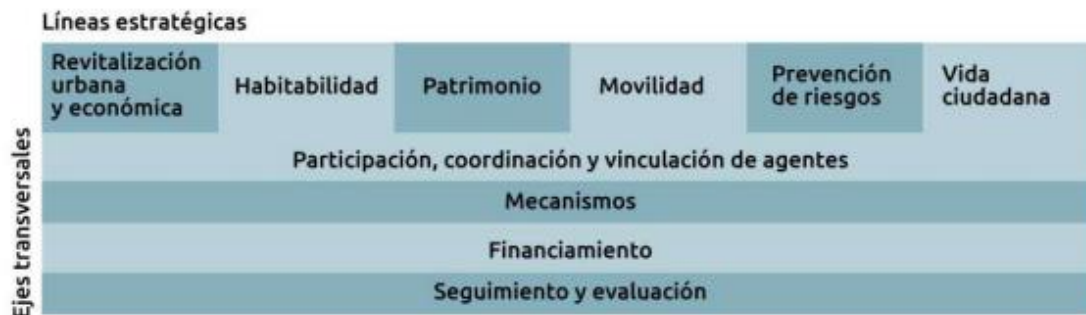 Líneas estratégicas
Revitalización
urbana
y económica
Habitabilidad
Patrimonio
Movilidad
Prevención
de riesgos
Vida
ciudadana
Ejes transversales
Participación, coordinación y vinculación de agentes
Mecanismos
Financiamiento
Seguimiento y evaluación